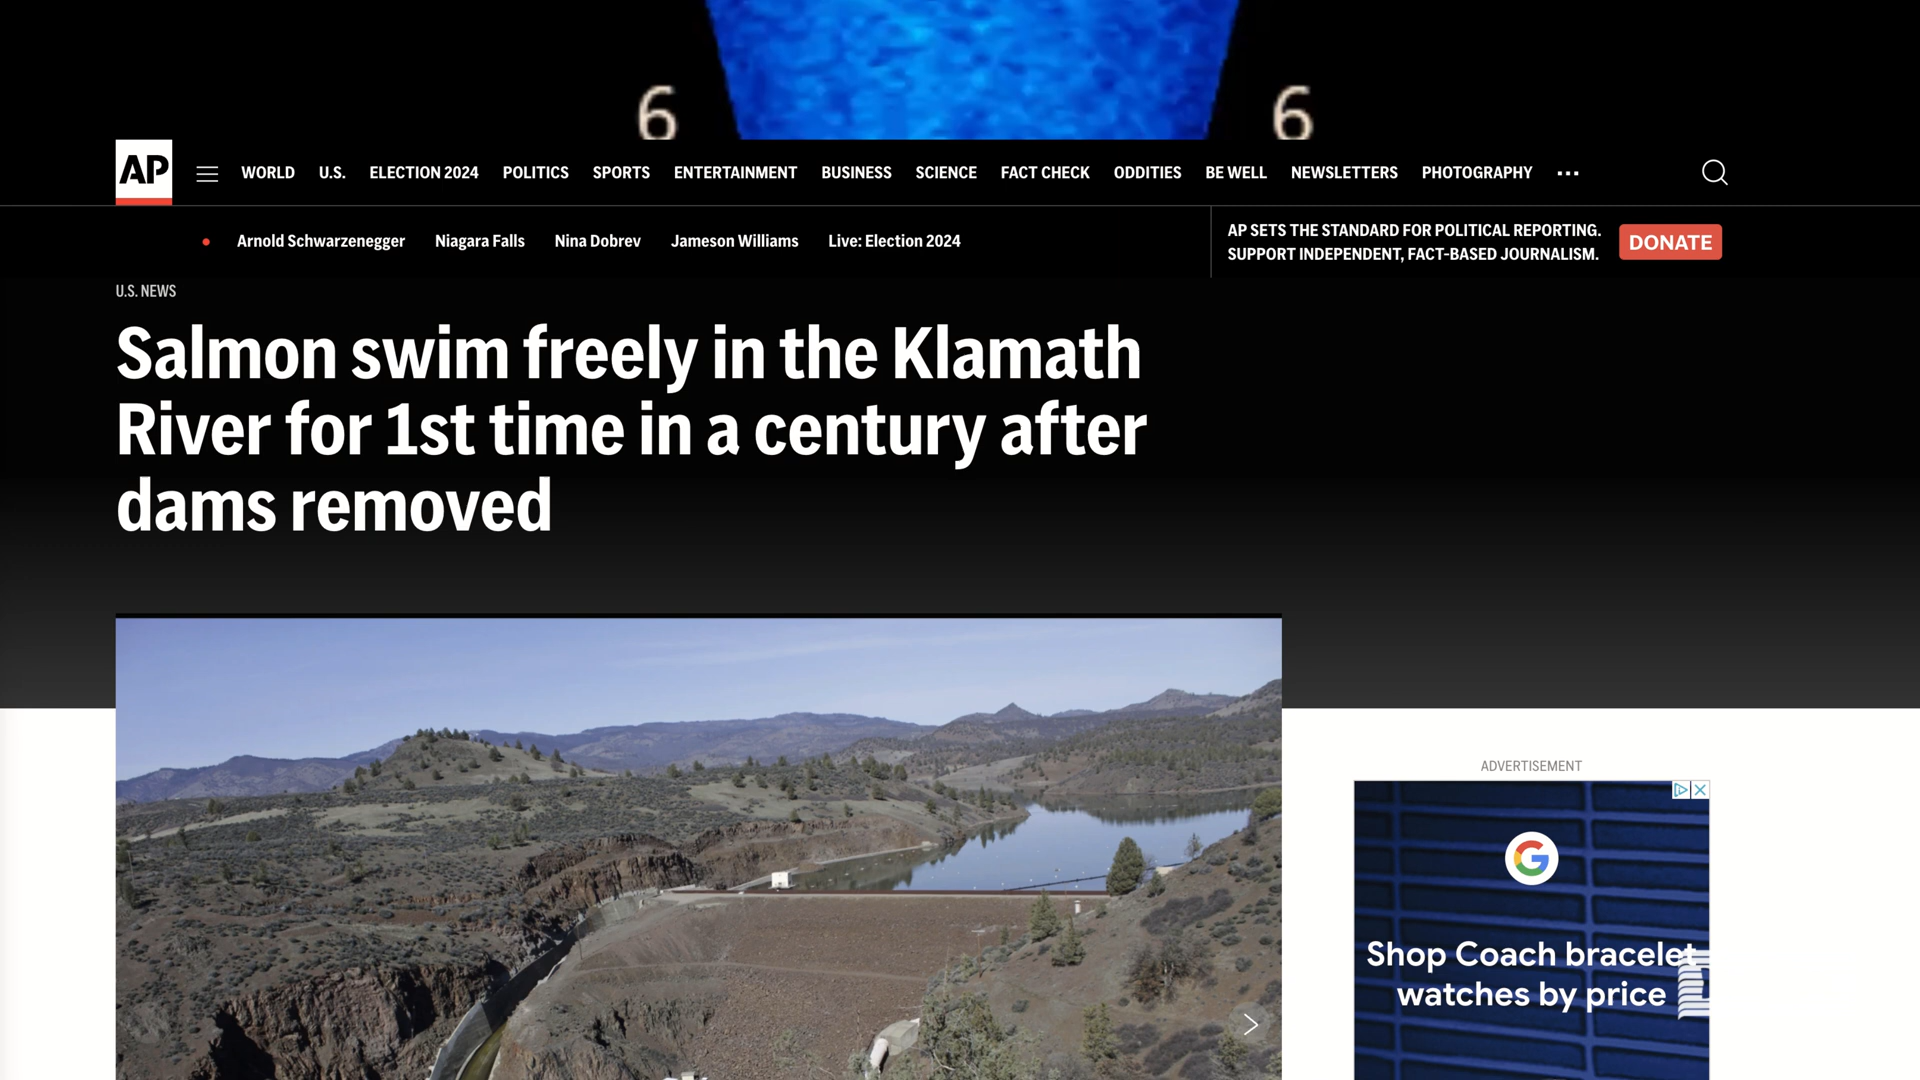 6 6
AP
WORLD U.S. ELECTION 2024 POLITICS SPORTS ENTERTAINMENT BUSINESS SCIENCE FACT CHECK ODDITIES BE WELL NEWSLETTERS PHOTOGRAPHY ...
Arnold Schwarzenegger Niagara Falls Nina Dobrev Jameson Williams Live: Election 2024
AP SETS THE STANDARD FOR POLITICAL REPORTING.
SUPPORT INDEPENDENT, FACT-BASED JOURNALISM.
DONATE
U.S. NEWS
Salmon swim freely in the Klamath
River for 1st time in a century after
dams removed
ADVERTISEMENT
G
Shop Coach bracelet
watches by price